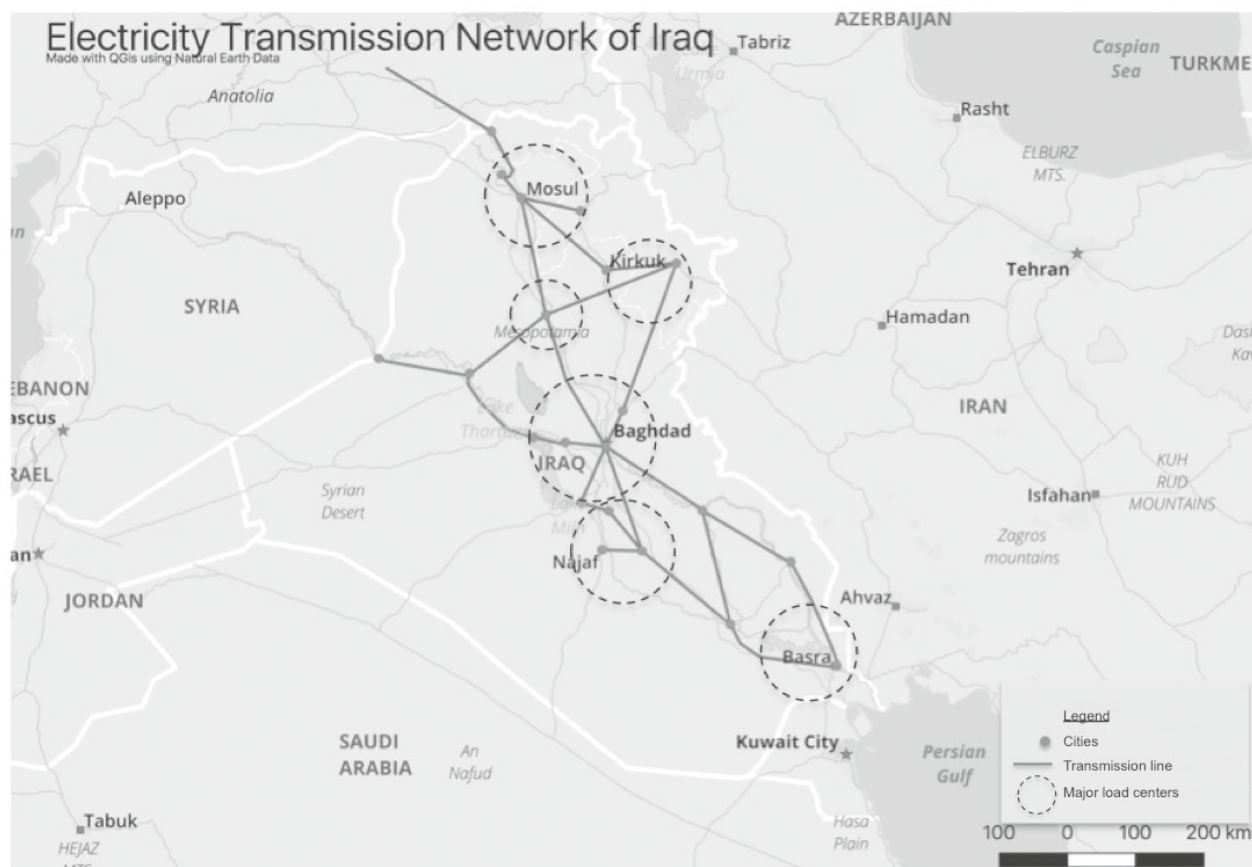 Electricity Transmission Network of Iraq
Made with QGis using Natural Earth Data
AZERBAIJAN
Tabriz
Caspian
Sea
TURKME
Urmia
Anatolia
Rasht
ELBURZ
MTS.
Mosul
Aleppo
Kirkuk
Tehran
SYRIA
Mesopotamia
Hamadan
EBANON
ascus
Lake
Thart
IRAN
Baghdad
RAEL
IRAQ
KUH
RUD
MOUNTAINS
Syrian
Desert
Isfahan
Zagros
mountains
an
Najaf
JORDAN
Ahvaz
Basra
Legend
Cities
Transmission line
Major load centers
SAUDI
ARABIA
An
Nafud
Kuwait City
Persian
Gulf
Tabuk
HEJAZ
Hasa
Plain
100 0 100 200 km